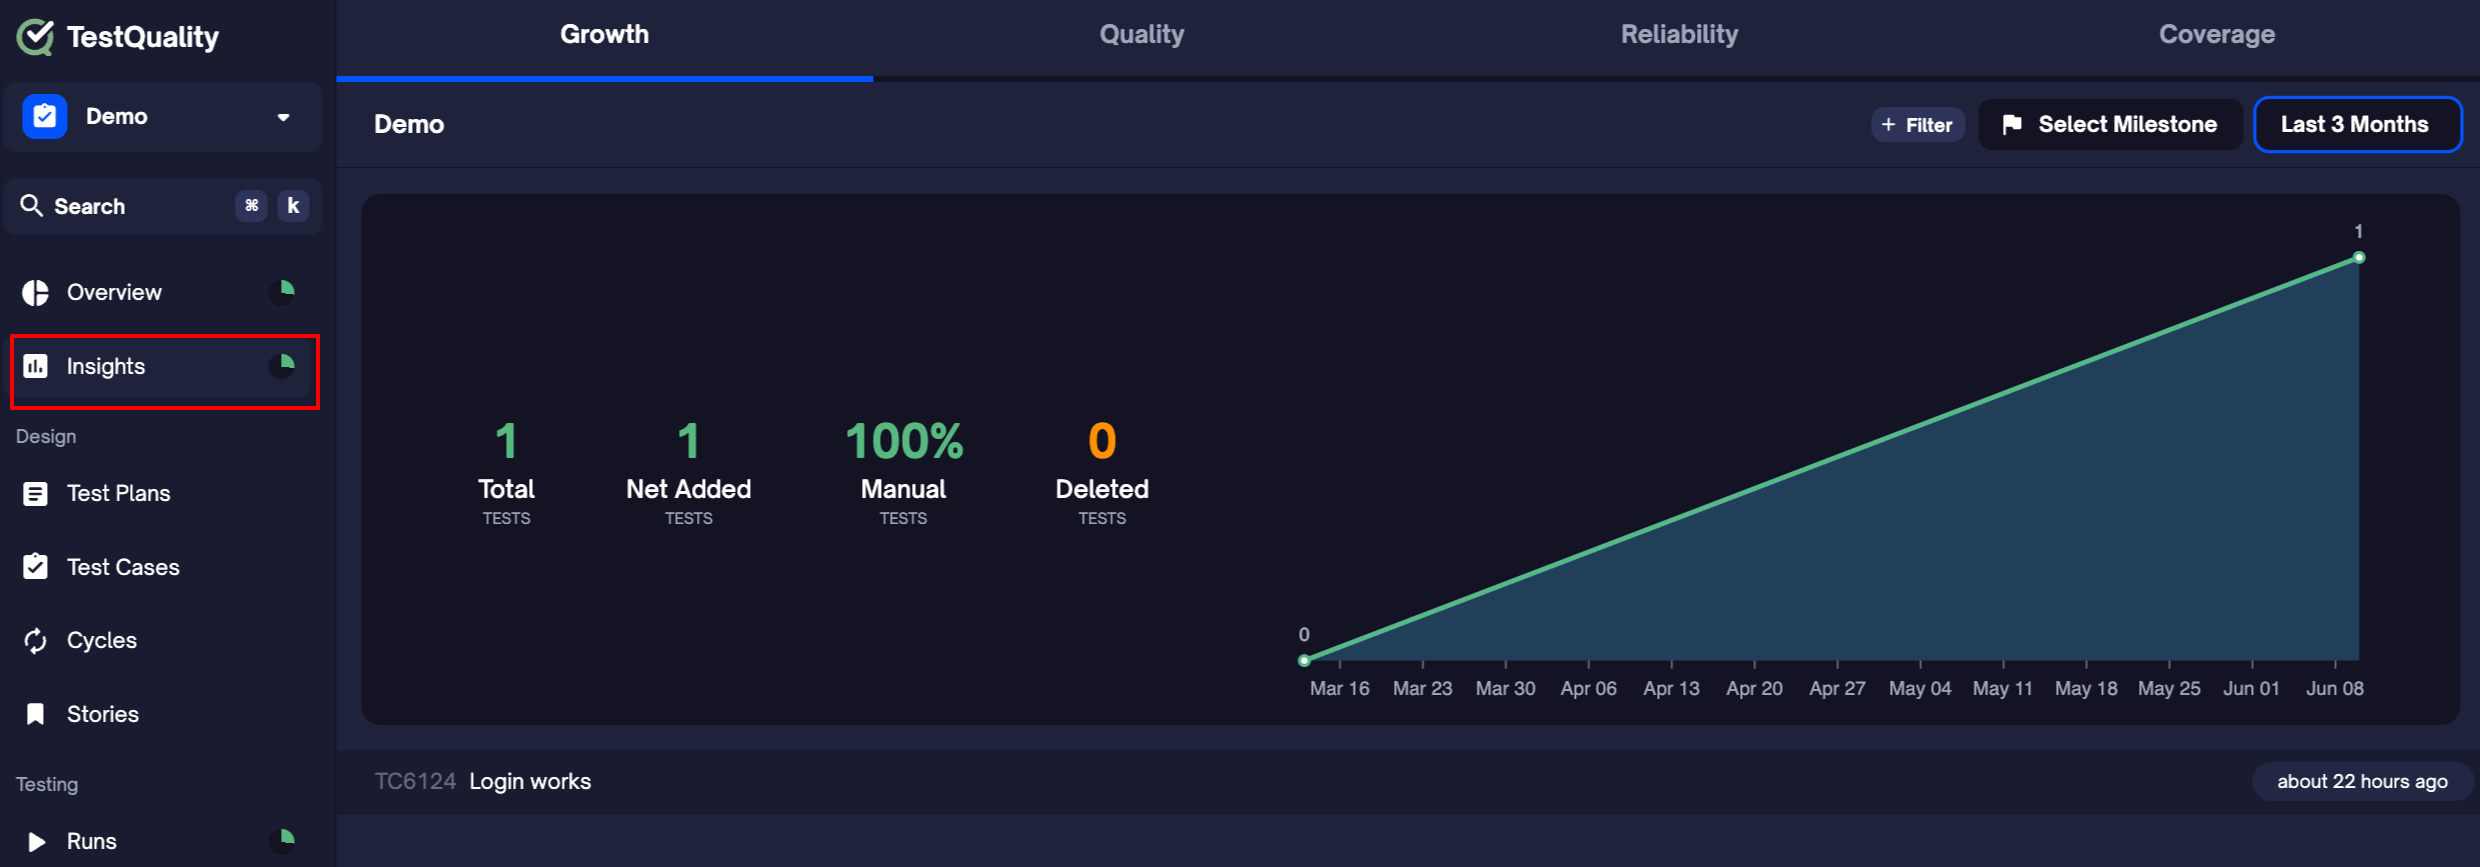 TestQuality
Demo
Search ⌘ k
Overview
Insights
Design
Test Plans
Test Cases
Cycles
Stories
Testing
Runs
Growth Quality Reliability Coverage
Demo
+ Filter Select Milestone Last 3 Months
1 1 100% 0
Total Net Added Manual Deleted
TESTS TESTS TESTS TESTS
1
0
Mar 16 Mar 23 Mar 30 Apr 06 Apr 13 Apr 20 Apr 27 May 04 May 11 May 18 May 25 Jun 01 Jun 08
TC6124 Login works about 22 hours ago